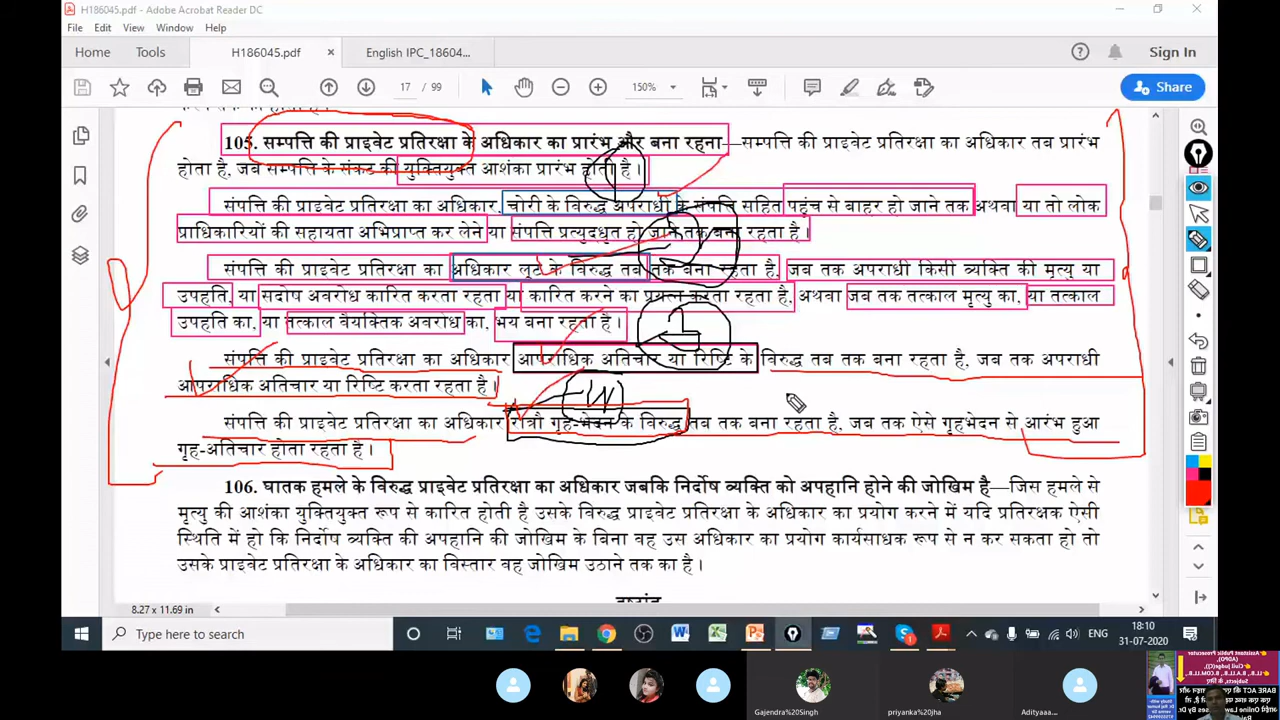 H186045.pdf - Adobe Acrobat Reader DC
File Edit View Window Help
Home Tools H186045.pdf × English IPC_18604... Sign In
17 / 99 150% Share
105. सम्पत्ति की प्राइवेट प्रतिरक्षा के अधिकार का प्रारंभ और बना रहना—सम्पत्ति की प्राइवेट प्रतिरक्षा का अधिकार तब प्रारंभ
होता है, जब सम्पत्ति के संकट की युक्तियुक्त आशंका प्रारंभ होती है।
संपत्ति की प्राइवेट प्रतिरक्षा का अधिकार, चोरी के विरुद्ध अपराधी के संपत्ति सहित पहुंच से बाहर हो जाने तक अथवा या तो लोक
प्राधिकारियों की सहायता अभिप्राप्त कर लेने या संपत्ति प्रत्युद्धृत हो जाने तक बना रहता है।
संपत्ति की प्राइवेट प्रतिरक्षा का अधिकार लूट के विरुद्ध तब तक बना रहता है, जब तक अपराधी किसी व्यक्ति की मृत्यु या
उपहति, या सदोष अवरोध कारित करता रहता या कारित करने का प्रयत्न करता रहता है, अथवा जब तक तत्काल मृत्यु का, या तत्काल
उपहति का, या तत्काल वैयक्तिक अवरोध का, भय बना रहता है।
संपत्ति की प्राइवेट प्रतिरक्षा का अधिकार आपराधिक अतिचार या रिष्टि के विरुद्ध तब तक बना रहता है, जब तक अपराधी
आपराधिक अतिचार या रिष्टि करता रहता है।
संपत्ति की प्राइवेट प्रतिरक्षा का अधिकार रात्रौ गृह-भेदन के विरुद्ध तब तक बना रहता है, जब तक ऐसे गृहभेदन से आरंभ हुआ
गृह-अतिचार होता रहता है।
106. घातक हमले के विरुद्ध प्राइवेट प्रतिरक्षा का अधिकार जबकि निर्दोष व्यक्ति को अपहानि होने की जोखिम है—जिस हमले से
मृत्यु की आशंका युक्तियुक्त रूप से कारित होती है उसके विरुद्ध प्राइवेट प्रतिरक्षा के अधिकार का प्रयोग करने में यदि प्रतिरक्षक ऐसी
स्थिति में हो कि निर्दोष व्यक्ति की अपहानि की जोखिम के बिना वह उस अधिकार का प्रयोग कार्यसाधक रूप से न कर सकता हो तो
उसके प्राइवेट प्रतिरक्षा के अधिकार का विस्तार वह जोखिम उठाने तक का है।
8.27 x 11.69 in
Type here to search ENG 18:10
31-07-2020
Gajendra%20Singh priyanka%20jha Adityaaa...